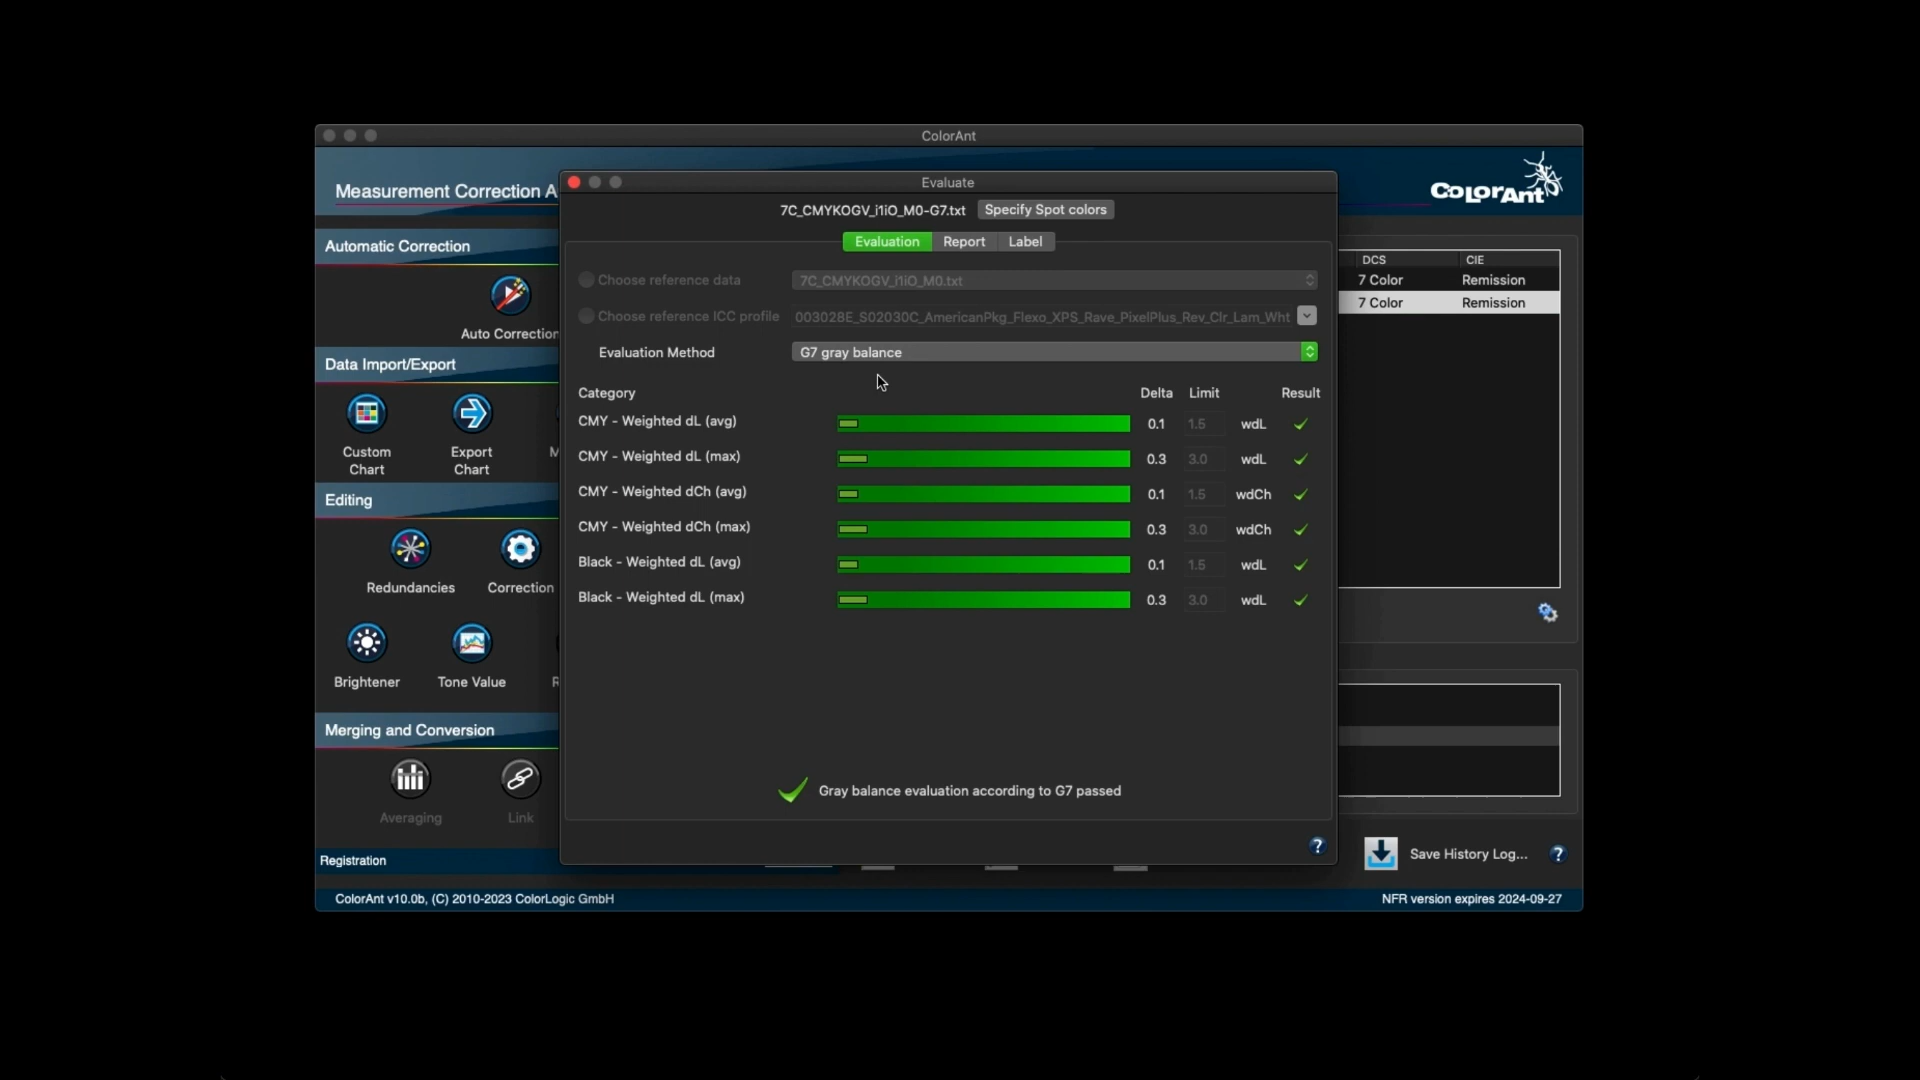 ColorAnt
Measurement Correction A
ColorAnt
Evaluate
7C_CMYKOGV_i1iO_M0-G7.txt Specify Spot colors
Evaluation Report Label
Choose reference data 7C_CMYKOGV_i1iO_M0.txt
Choose reference ICC profile 003028E_S02030C_AmericanPkg_Flexo_XPS_Rave_PixelPlus_Rev_Clr_Lam_Wht
Evaluation Method G7 gray balance
Category Delta Limit Result
CMY - Weighted dL (avg) 0.1 1.5 wdL
CMY - Weighted dL (max) 0.3 3.0 wdL
CMY - Weighted dCh (avg) 0.1 1.5 wdCh
CMY - Weighted dCh (max) 0.3 3.0 wdCh
Black - Weighted dL (avg) 0.1 1.5 wdL
Black - Weighted dL (max) 0.3 3.0 wdL
Gray balance evaluation according to G7 passed
?
Automatic Correction
Auto Correction
Data Import/Export
Custom Chart
Export Chart
M
Editing
Redundancies
Correction
Brightener
Tone Value
R
Merging and Conversion
Averaging
Link
Registration
DCS CIE
7 Color Remission
7 Color Remission
Save History Log... ?
ColorAnt v10.0b, (C) 2010-2023 ColorLogic GmbH
NFR version expires 2024-09-27